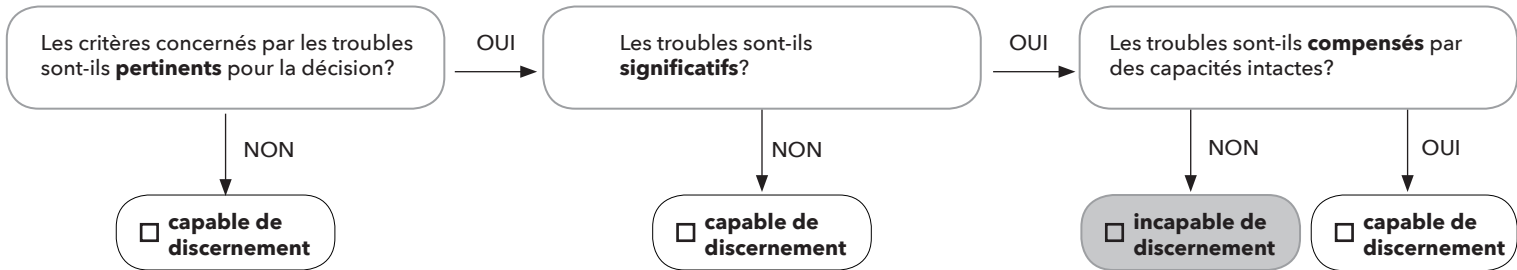 Les critères concernés par les troubles
sont-ils pertinents pour la décision?
OUI
Les troubles sont-ils
significatifs?
OUI
Les troubles sont-ils compensés par
des capacités intactes?
NON
NON
NON
OUI
capable de
discernement
capable de
discernement
incapable de
discernement
capable de
discernement